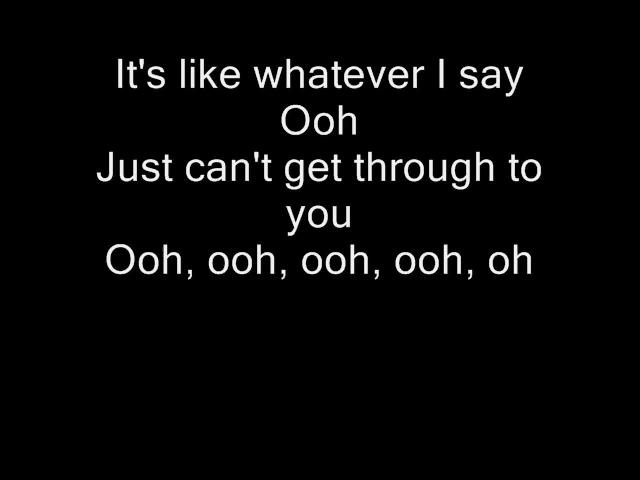 It's like whatever I say
Ooh
Just can't get through to
you
Ooh, ooh, ooh, ooh, oh